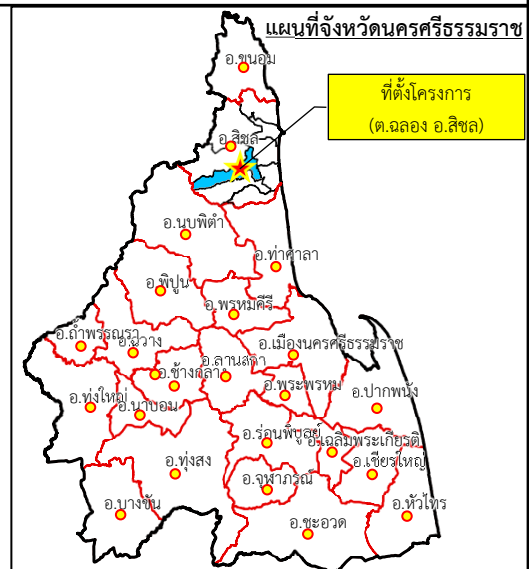 แผนที่จังหวัดนครศรีธรรมราช
อ.ขนอม
ที่ตั้งโครงการ
(ต.ฉลอง อ.สิชล)
อ.สิชล
อ.นบพิตำ
อ.ท่าศาลา
อ.พิปูน
อ.พรหมคีรี
อ.ถ้ำพรรณรา
อ.ฉวาง
อ.เมืองนครศรีธรรมราช
อ.ช้างกลาง
อ.ลานสกา
อ.พระพรหม
อ.ทุ่งใหญ่
อ.นาบอน
อ.ปากพนัง
อ.ร่อนพิบูลย์
อ.เฉลิมพระเกียรติ
อ.ทุ่งสง
อ.เชียรใหญ่
อ.จุฬาภรณ์
อ.บางขัน
อ.ชะอวด
อ.หัวไทร